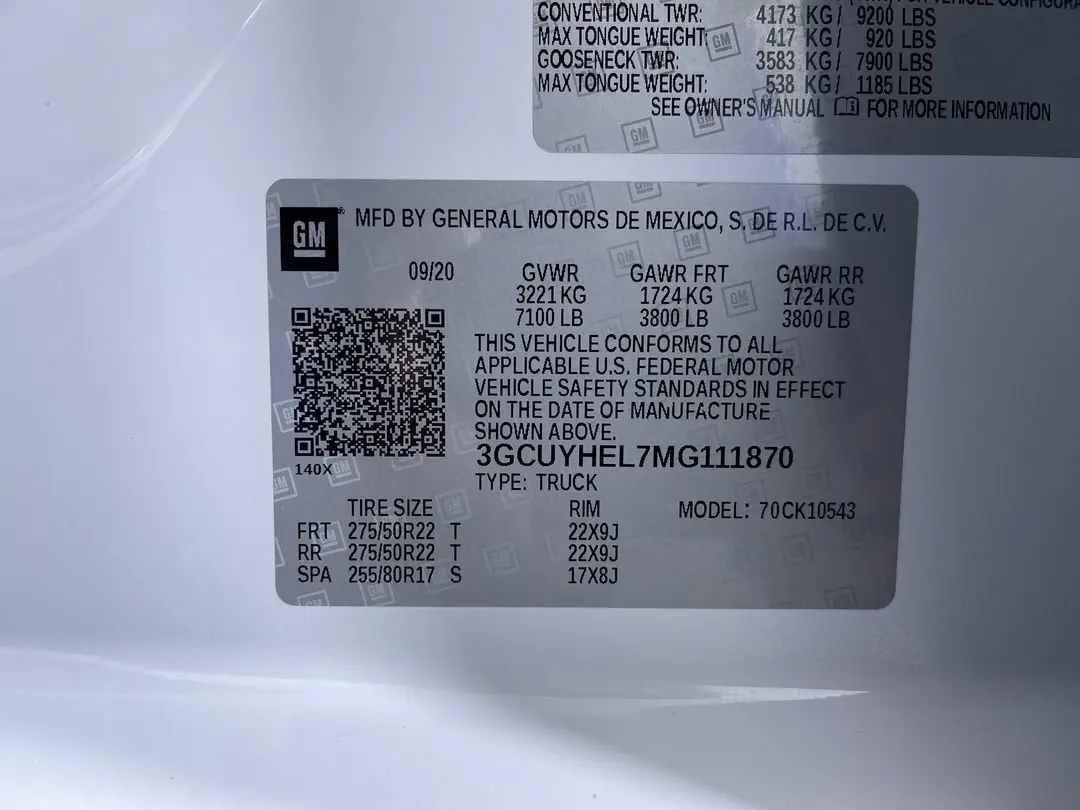 CONVENTIONAL TWR: 4173 KG/ 9200 LBS
MAX TONGUE WEIGHT: 417 KG/ 920 LBS
GOOSENECK TWR: 3583 KG/ 7900 LBS
MAX TONGUE WEIGHT: 538 KG/ 1185 LBS
SEE OWNER'S MANUAL FOR MORE INFORMATION
GM® MFD BY GENERAL MOTORS DE MEXICO, S. DE R.L. DE C.V.
09/20 GVWR GAWR FRT GAWR RR
3221 KG 1724 KG 1724 KG
7100 LB 3800 LB 3800 LB
THIS VEHICLE CONFORMS TO ALL
APPLICABLE U.S. FEDERAL MOTOR
VEHICLE SAFETY STANDARDS IN EFFECT
ON THE DATE OF MANUFACTURE
SHOWN ABOVE.
3GCUYHEL7MG111870
140X
TYPE: TRUCK
TIRE SIZE RIM MODEL: 70CK10543
FRT 275/50R22 T 22X9J
RR 275/50R22 T 22X9J
SPA 255/80R17 S 17X8J